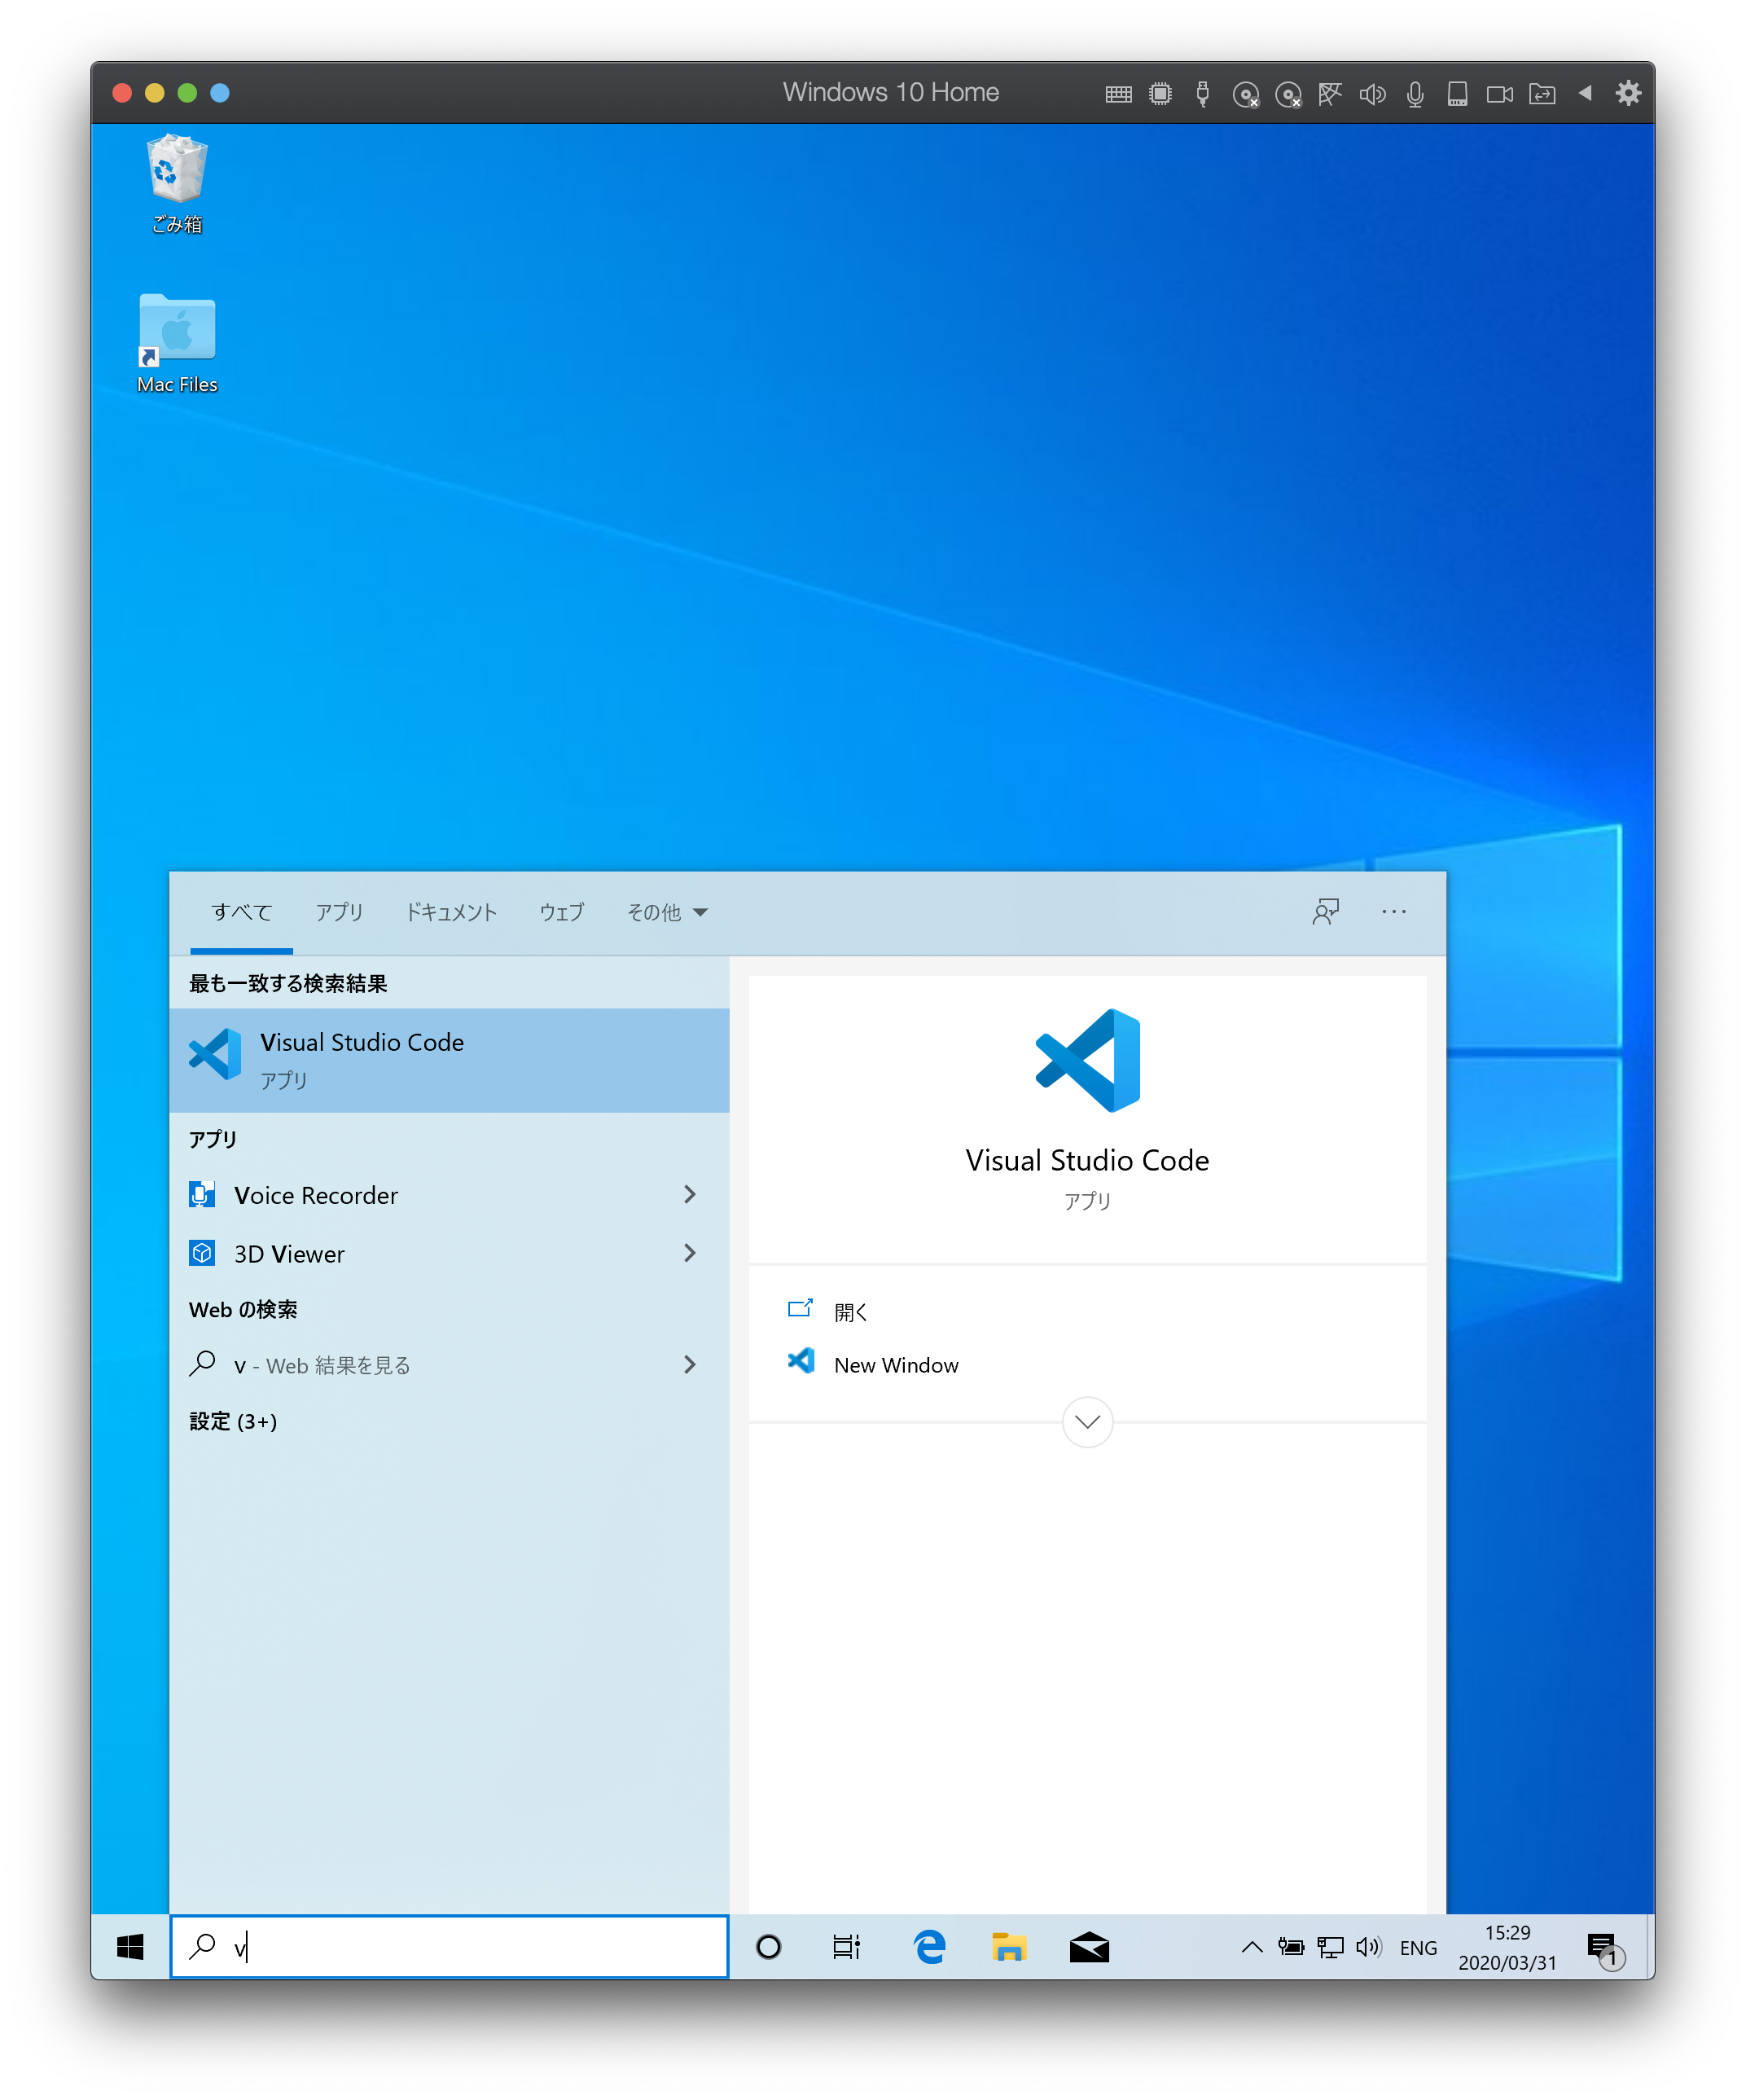 Windows 10 Home
ごみ箱
Mac Files
すべて アプリ ドキュメント ウェブ その他
最も一致する検索結果
Visual Studio Code
アプリ
アプリ
Voice Recorder
3D Viewer
Web の検索
v - Web 結果を見る
設定 (3+)
Visual Studio Code
アプリ
開く
New Window
v
ENG
15:29
2020/03/31
1